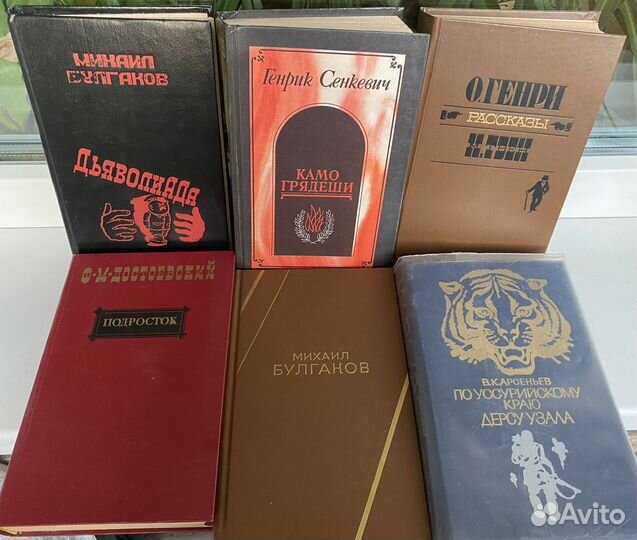 МИХАИЛ
БУЛГАКОВ
Дьяволиада
Генрик Сенкевич
КАМО
ГРЯДЕШИ
О.ГЕНРИ
РАССКАЗЫ
Ф·М·ДОСТОЕВСКИЙ
ПОДРОСТОК
МИХАИЛ
БУЛГАКОВ
В.К.АРСЕНЬЕВ
ПО УССУРИЙСКОМУ
КРАЮ
ДЕРСУ УЗАЛА
Avito